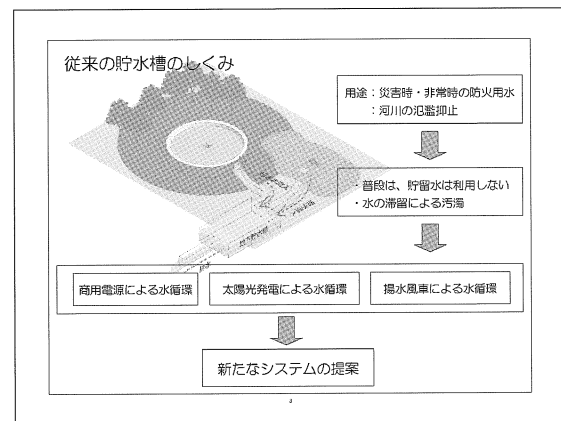 従来の貯水槽のしくみ
用途：災害時・非常時の防火用水
：河川の氾濫抑止
・普段は、貯留水は利用しない
・水の滞留による汚濁
商用電源による水循環
太陽光発電による水循環
揚水風車による水循環
新たなシステムの提案